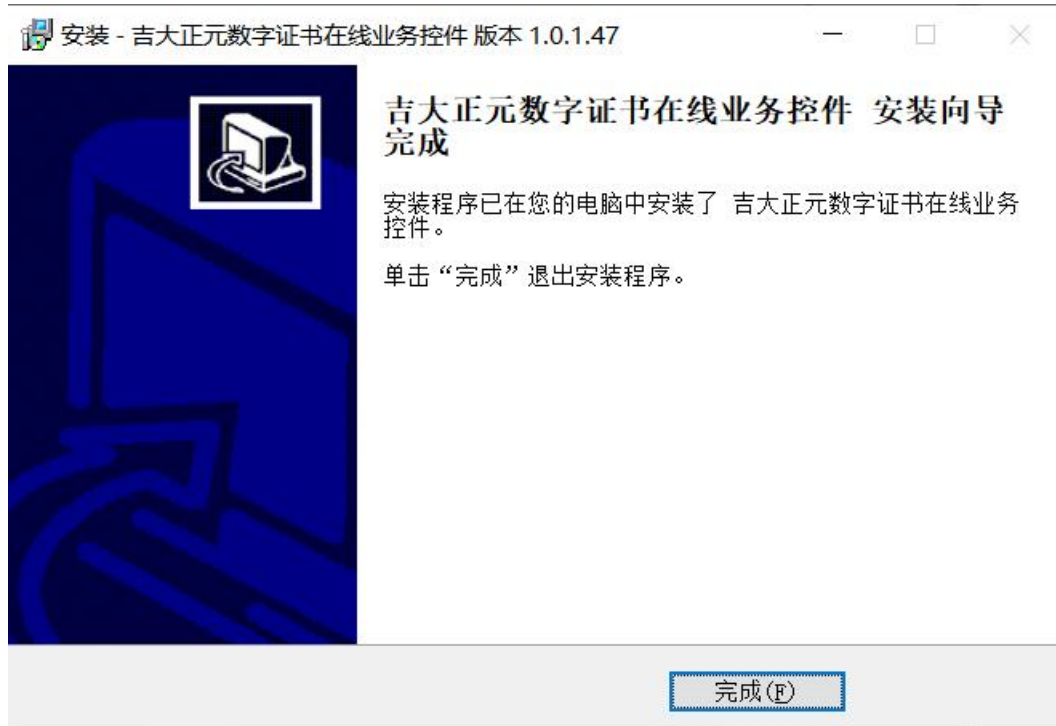 安装 - 吉大正元数字证书在线业务控件 版本 1.0.1.47
吉大正元数字证书在线业务控件 安装向导
完成
安装程序已在您的电脑中安装了 吉大正元数字证书在线业务
控件。
单击“完成”退出安装程序。
完成(F)